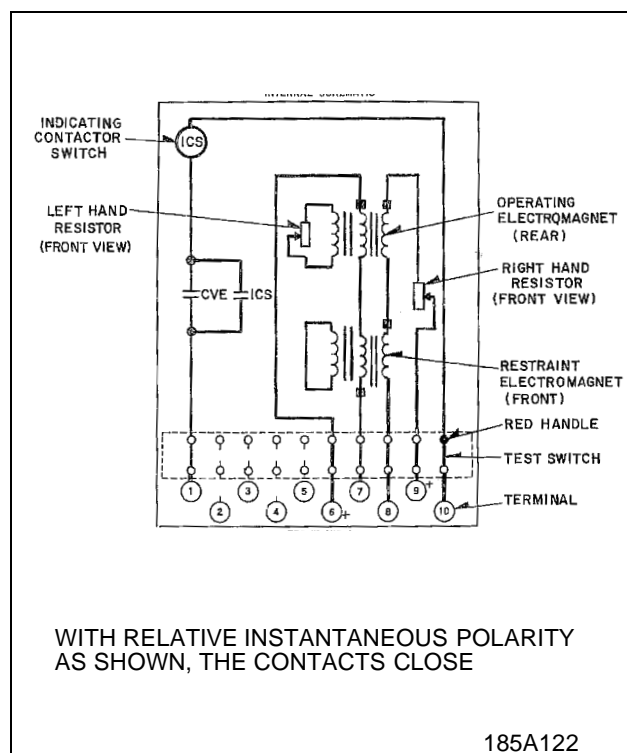 INTERNAL SCHEMATIC
INDICATING
CONTACTOR
SWITCH
ICS
LEFT HAND
RESISTOR
(FRONT VIEW)
OPERATING
ELECTROMAGNET
(REAR)
RIGHT HAND
RESISTOR
(FRONT VIEW)
CVE
ICS
RESTRAINT
ELECTROMAGNET
(FRONT)
RED HANDLE
TEST SWITCH
1
3
5
7
9
+
2
4
6
+
8
10
TERMINAL
WITH RELATIVE INSTANTANEOUS POLARITY
AS SHOWN, THE CONTACTS CLOSE
185A122